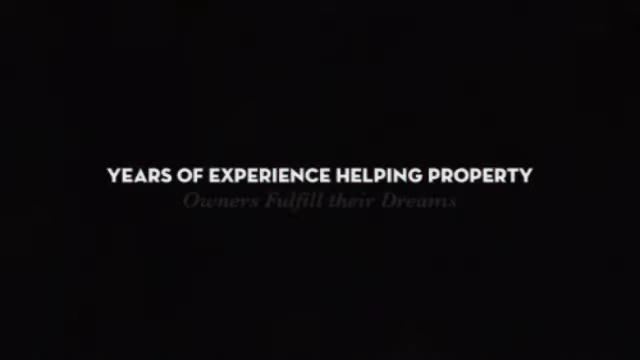 YEARS OF EXPERIENCE HELPING PROPERTY
Owners Fulfill their Dreams